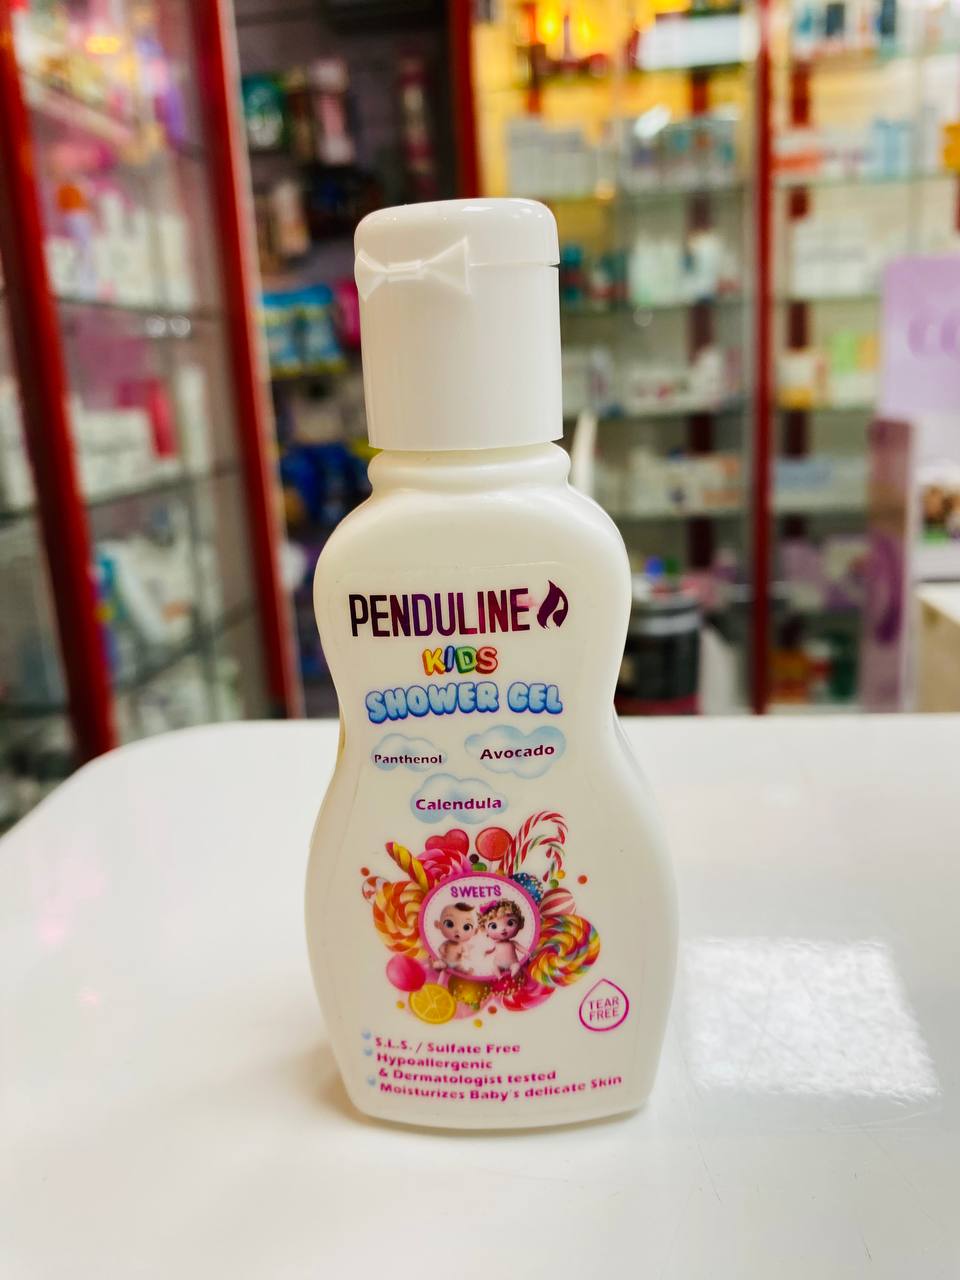 PENDULINE
KIDS
SHOWER GEL
Panthenol
Avocado
Calendula
SWEETS
TEAR
FREE
S.L.S. / Sulfate Free
Hypoallergenic
& Dermatologist tested
Moisturizes Baby's delicate Skin